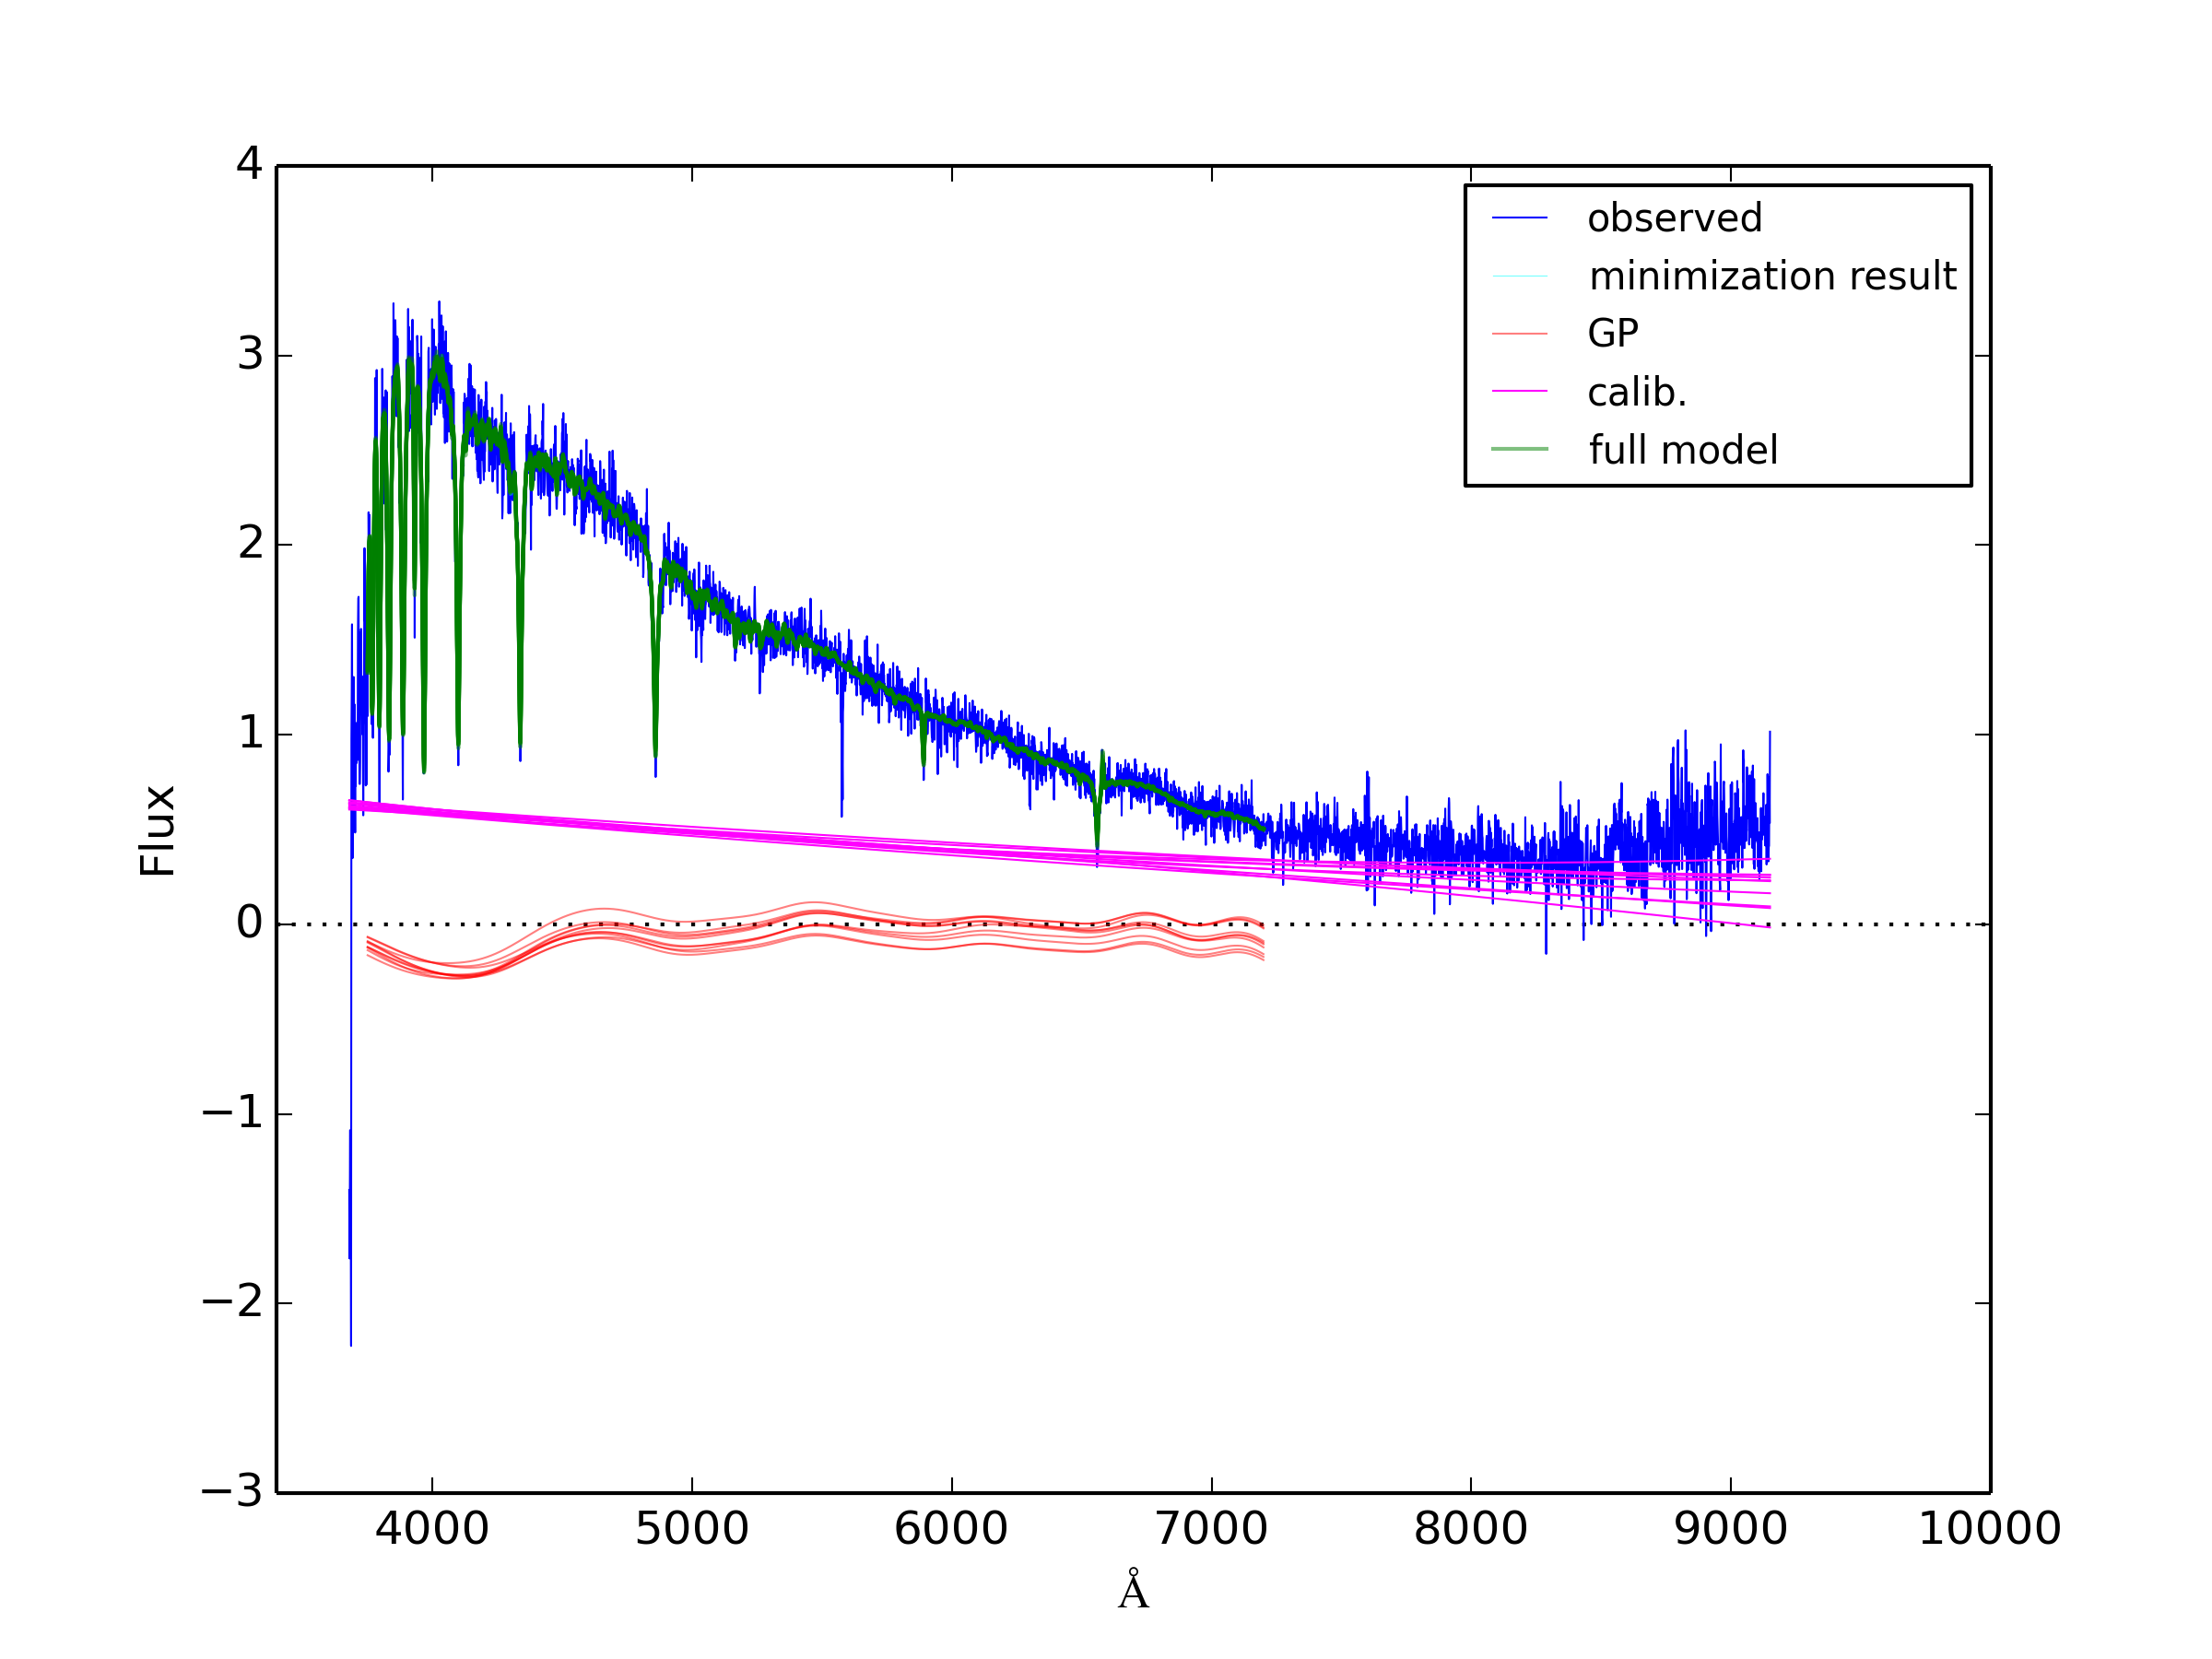 4
3
2
1
0
−1
−2
−3
Flux
observed
minimization result
GP
calib.
full model
4000 5000 6000 7000 8000 9000 10000
Å